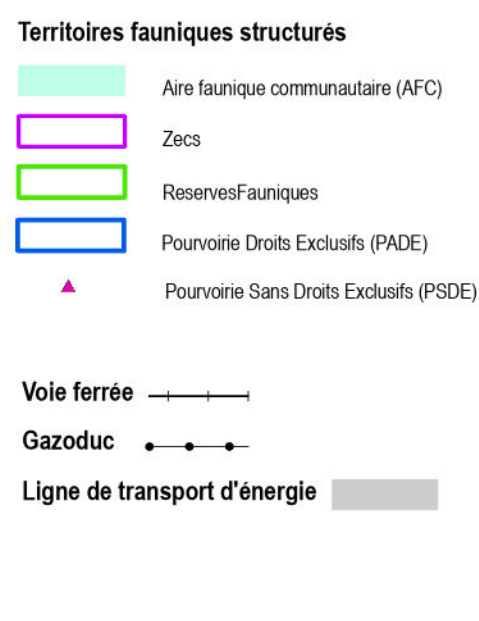 Territoires fauniques structurés
Aire faunique communautaire (AFC)
Zecs
ReservesFauniques
Pourvoirie Droits Exclusifs (PADE)
Pourvoirie Sans Droits Exclusifs (PSDE)
Voie ferrée
Gazoduc
Ligne de transport d'énergie